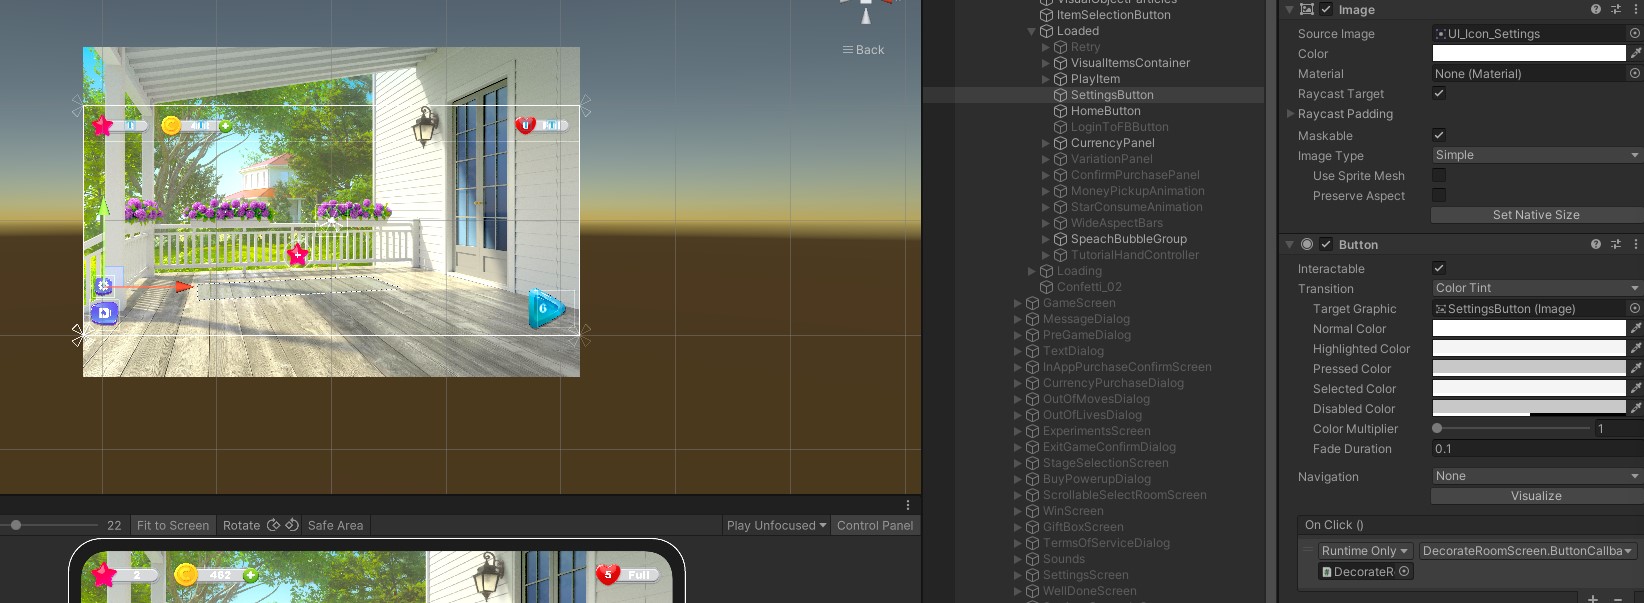 Back
462
6
22
Fit to Screen
Rotate
Safe Area
Play Unfocused
Control Panel
2
462
5
Full
ItemSelectionButton
Loaded
Retry
VisualItemsContainer
PlayItem
SettingsButton
HomeButton
LoginToFBButton
CurrencyPanel
VariationPanel
ConfirmPurchasePanel
MoneyPickupAnimation
StarConsumeAnimation
WideAspectBars
SpeachBubbleGroup
TutorialHandController
Loading
Confetti_02
GameScreen
MessageDialog
PreGameDialog
TextDialog
InAppPurchaseConfirmScreen
CurrencyPurchaseDialog
OutOfMovesDialog
OutOfLivesDialog
ExperimentsScreen
ExitGameConfirmDialog
StageSelectionScreen
BuyPowerupDialog
ScrollableSelectRoomScreen
WinScreen
GiftBoxScreen
TermsOfServiceDialog
Sounds
SettingsScreen
WellDoneScreen
Image
Source Image UI_Icon_Settings
Color
Material None (Material)
Raycast Target
Raycast Padding
Maskable
Image Type Simple
Use Sprite Mesh
Preserve Aspect
Set Native Size
Button
Interactable
Transition Color Tint
Target Graphic SettingsButton (Image)
Normal Color
Highlighted Color
Pressed Color
Selected Color
Disabled Color
Color Multiplier 1
Fade Duration 0.1
Navigation None
Visualize
On Click ()
Runtime Only DecorateRoomScreen.ButtonCallba
DecorateR